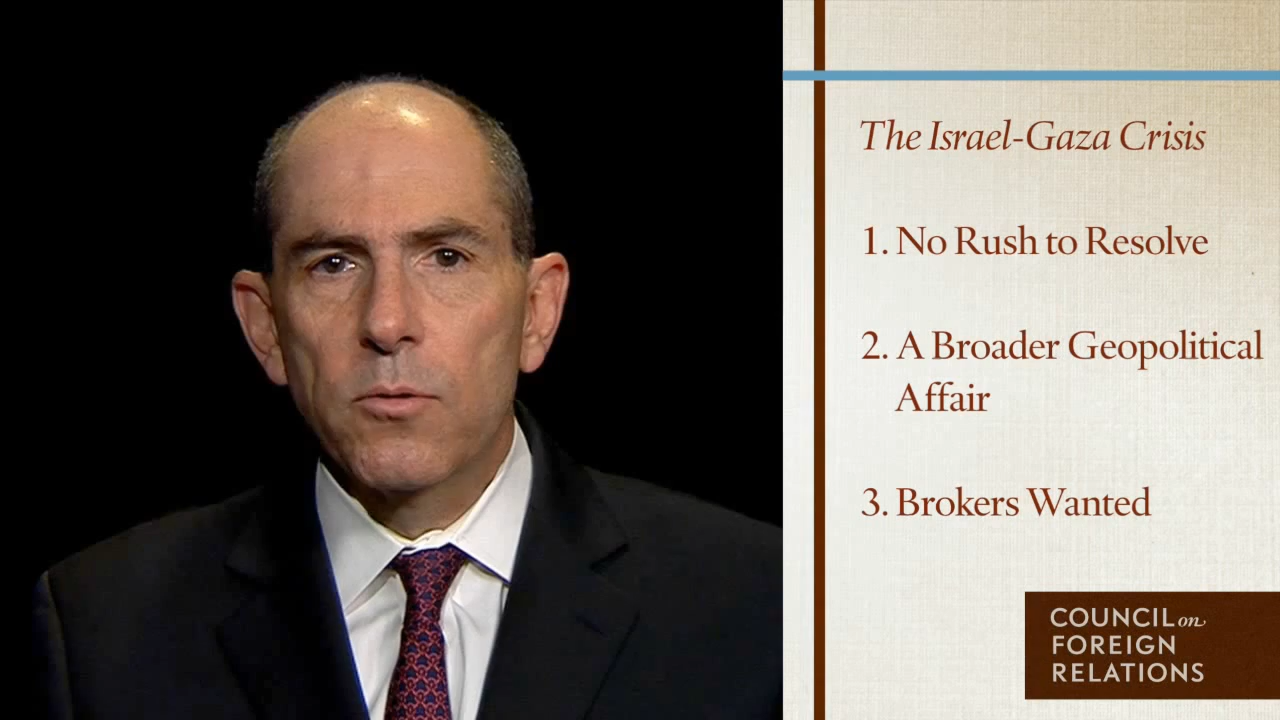 The Israel-Gaza Crisis
1. No Rush to Resolve
2. A Broader Geopolitical
Affair
3. Brokers Wanted
COUNCIL on
FOREIGN
RELATIONS